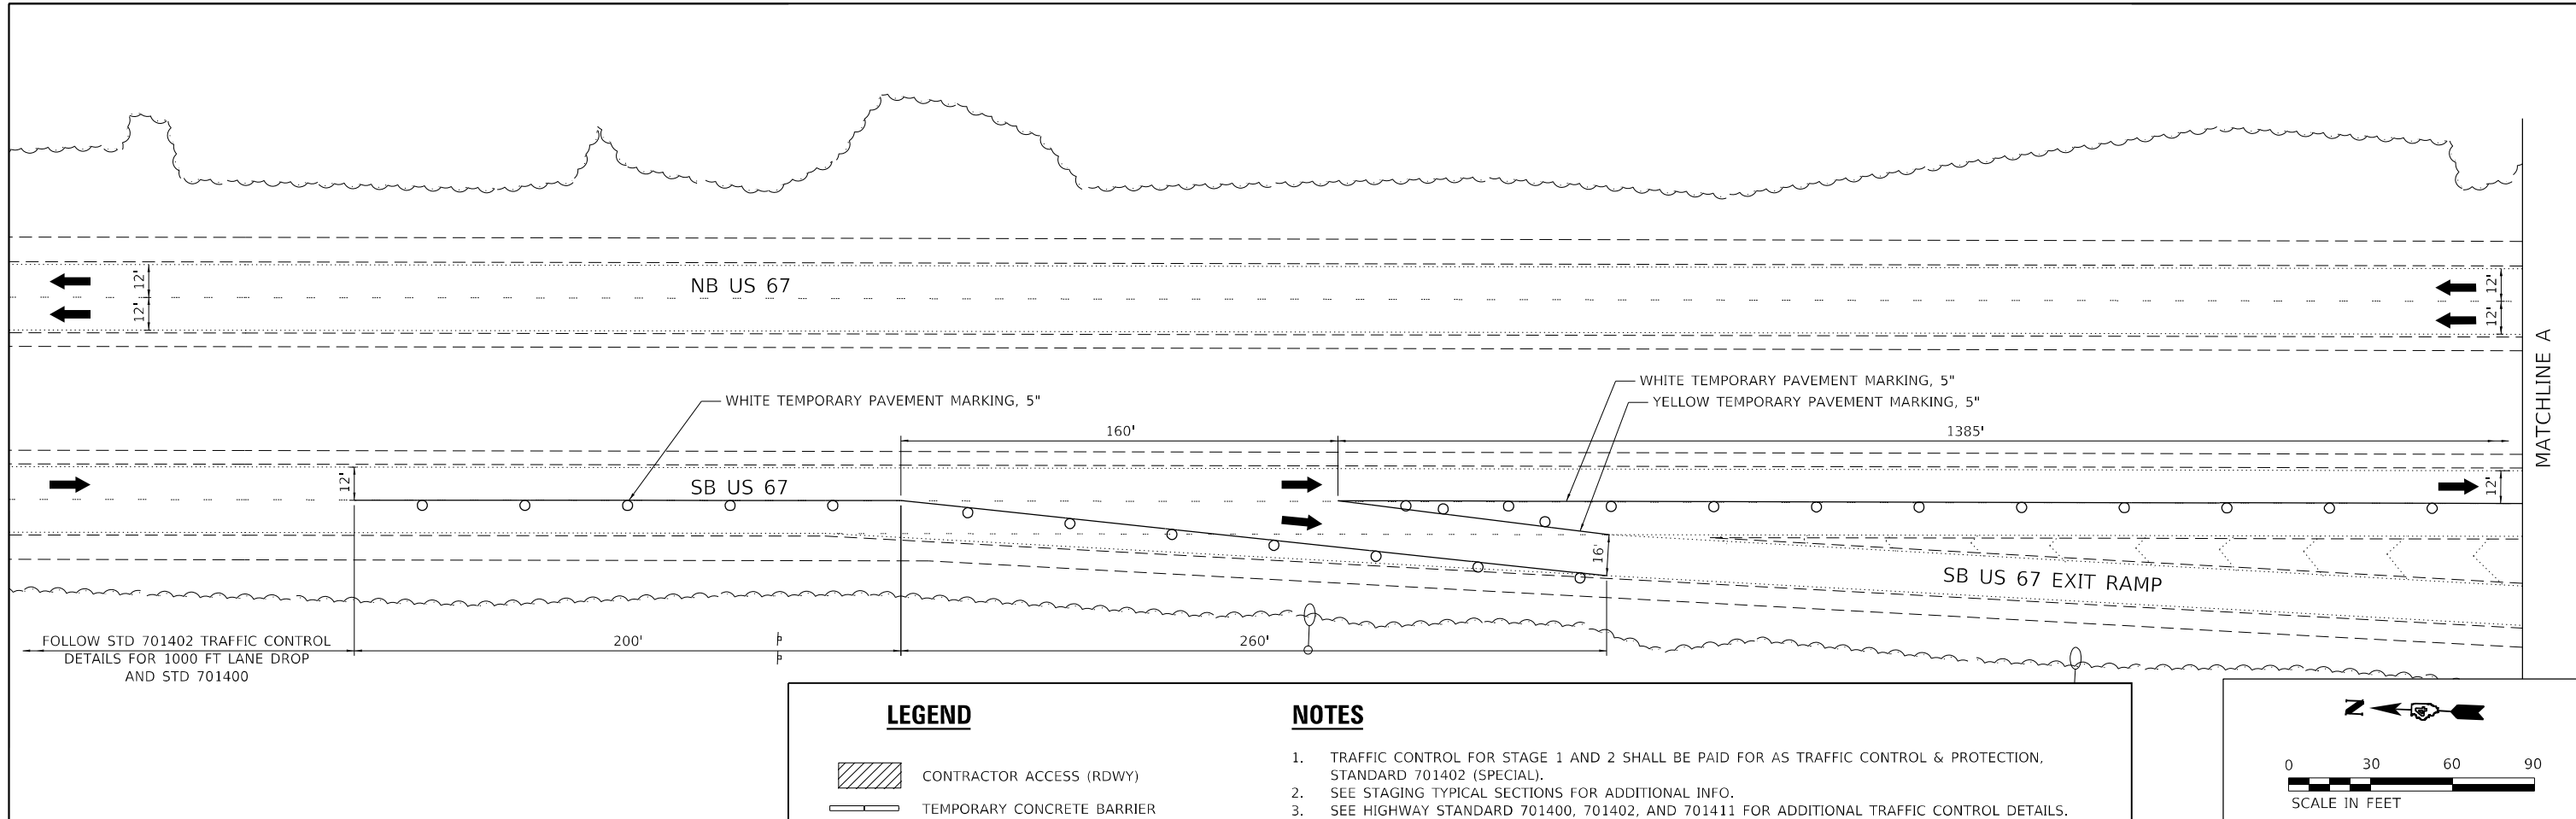 12'
12'
NB US 67
12'
12'
MATCHLINE A
WHITE TEMPORARY PAVEMENT MARKING, 5"
WHITE TEMPORARY PAVEMENT MARKING, 5"
YELLOW TEMPORARY PAVEMENT MARKING, 5"
160'
1385'
12'
SB US 67
12'
16'
SB US 67 EXIT RAMP
FOLLOW STD 701402 TRAFFIC CONTROL
DETAILS FOR 1000 FT LANE DROP
AND STD 701400
200'
260'
LEGEND
CONTRACTOR ACCESS (RDWY)
TEMPORARY CONCRETE BARRIER
NOTES
1. TRAFFIC CONTROL FOR STAGE 1 AND 2 SHALL BE PAID FOR AS TRAFFIC CONTROL & PROTECTION,
STANDARD 701402 (SPECIAL).
2. SEE STAGING TYPICAL SECTIONS FOR ADDITIONAL INFO.
3. SEE HIGHWAY STANDARD 701400, 701402, AND 701411 FOR ADDITIONAL TRAFFIC CONTROL DETAILS.
N
0 30 60 90
SCALE IN FEET